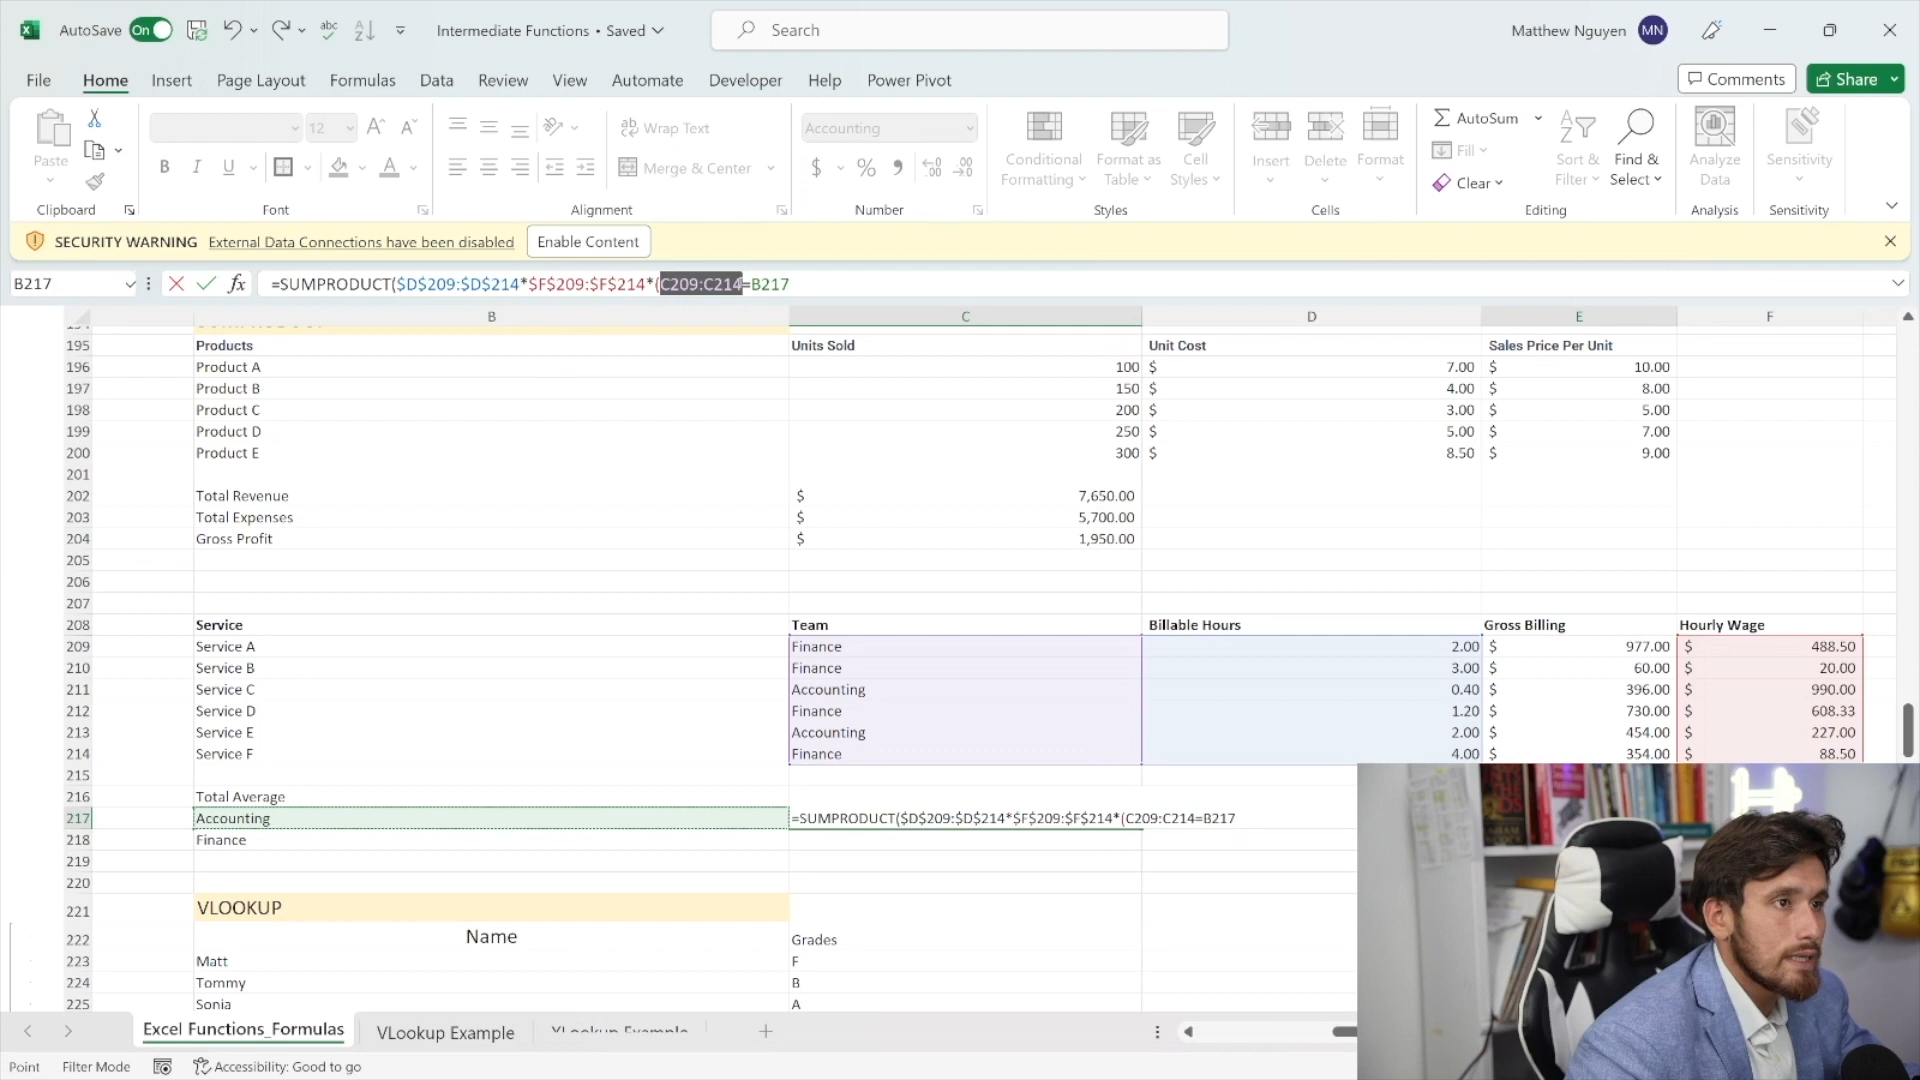 AutoSave On Intermediate Functions • Saved Search Matthew Nguyen MN
File Home Insert Page Layout Formulas Data Review View Automate Developer Help Power Pivot Comments Share
Paste 12 Wrap Text Accounting Conditional Formatting Format as Table Cell Styles Insert Delete Format AutoSum Fill Clear Sort & Filter Find & Select Analyze Data Sensitivity
B I U A Merge & Center $ %
Clipboard Font Alignment Number Styles Cells Editing Analysis Sensitivity
SECURITY WARNING External Data Connections have been disabled Enable Content
B217 fx =SUMPRODUCT($D$209:$D$214*$F$209:$F$214*(C209:C214=B217
B C D E F
195 Products Units Sold Unit Cost Sales Price Per Unit
196 Product A 100 $ 7.00 $ 10.00
197 Product B 150 $ 4.00 $ 8.00
198 Product C 200 $ 3.00 $ 5.00
199 Product D 250 $ 5.00 $ 7.00
200 Product E 300 $ 8.50 $ 9.00
201
202 Total Revenue $ 7,650.00
203 Total Expenses $ 5,700.00
204 Gross Profit $ 1,950.00
205
206
207
208 Service Team Billable Hours Gross Billing Hourly Wage
209 Service A Finance 2.00 $ 977.00 $ 488.50
210 Service B Finance 3.00 $ 60.00 $ 20.00
211 Service C Accounting 0.40 $ 396.00 $ 990.00
212 Service D Finance 1.20 $ 730.00 $ 608.33
213 Service E Accounting 2.00 $ 454.00 $ 227.00
214 Service F Finance 4.00 $ 354.00 $ 88.50
215
216 Total Average
217 Accounting =SUMPRODUCT($D$209:$D$214*$F$209:$F$214*(C209:C214=B217
218 Finance
219
220
221 VLOOKUP
222 Name Grades
223 Matt F
224 Tommy B
225 Sonia A
Excel Functions_Formulas VLookup Example
Point Filter Mode Accessibility: Good to go